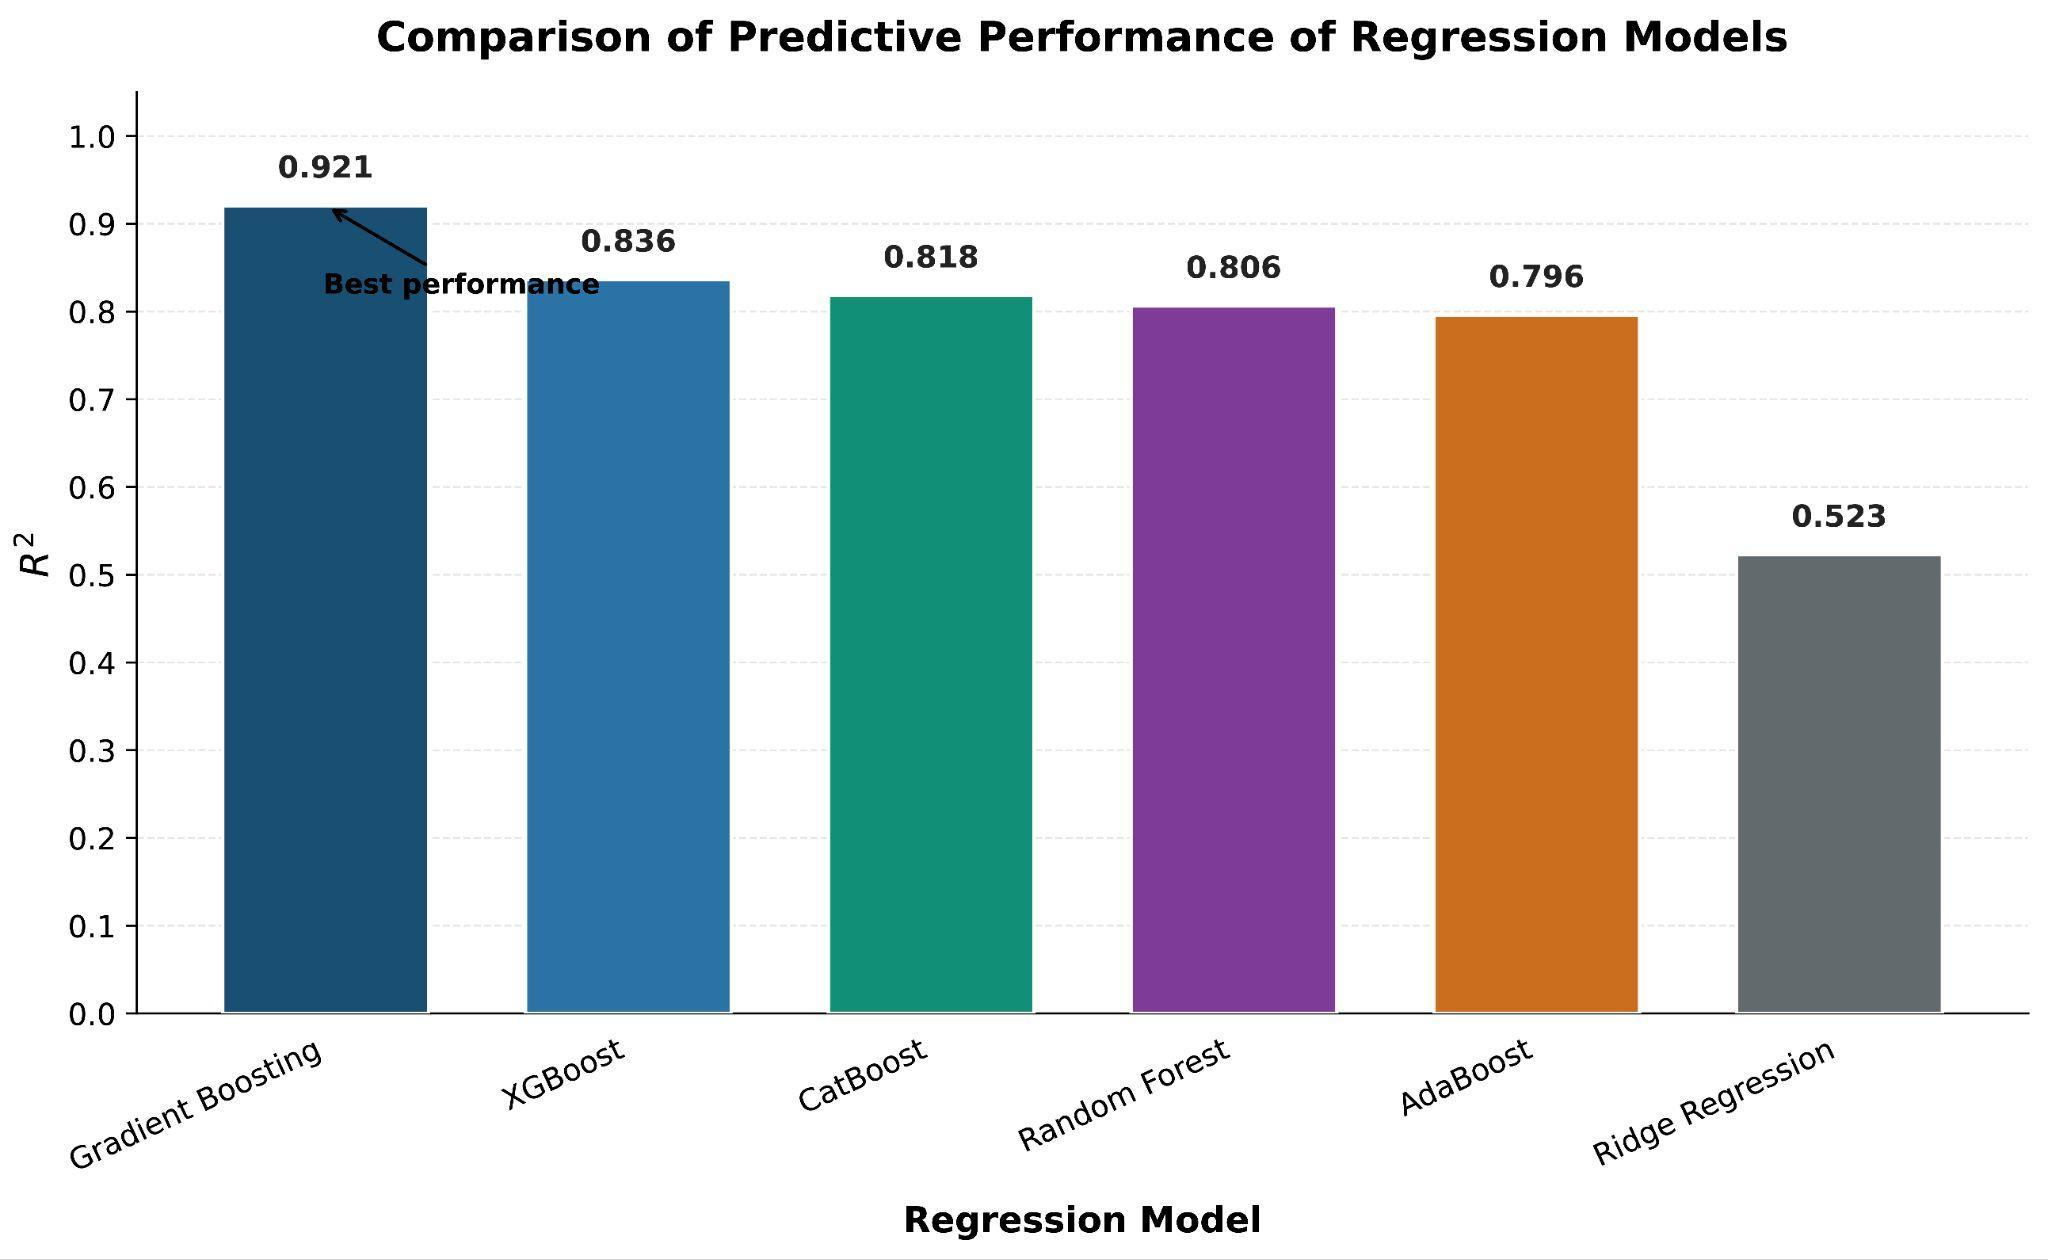 Comparison of Predictive Performance of Regression Models
R²
1.0
0.9
0.8
0.7
0.6
0.5
0.4
0.3
0.2
0.1
0.0
0.921
Best performance
0.836
0.818
0.806
0.796
0.523
Gradient Boosting
XGBoost
CatBoost
Random Forest
AdaBoost
Ridge Regression
Regression Model